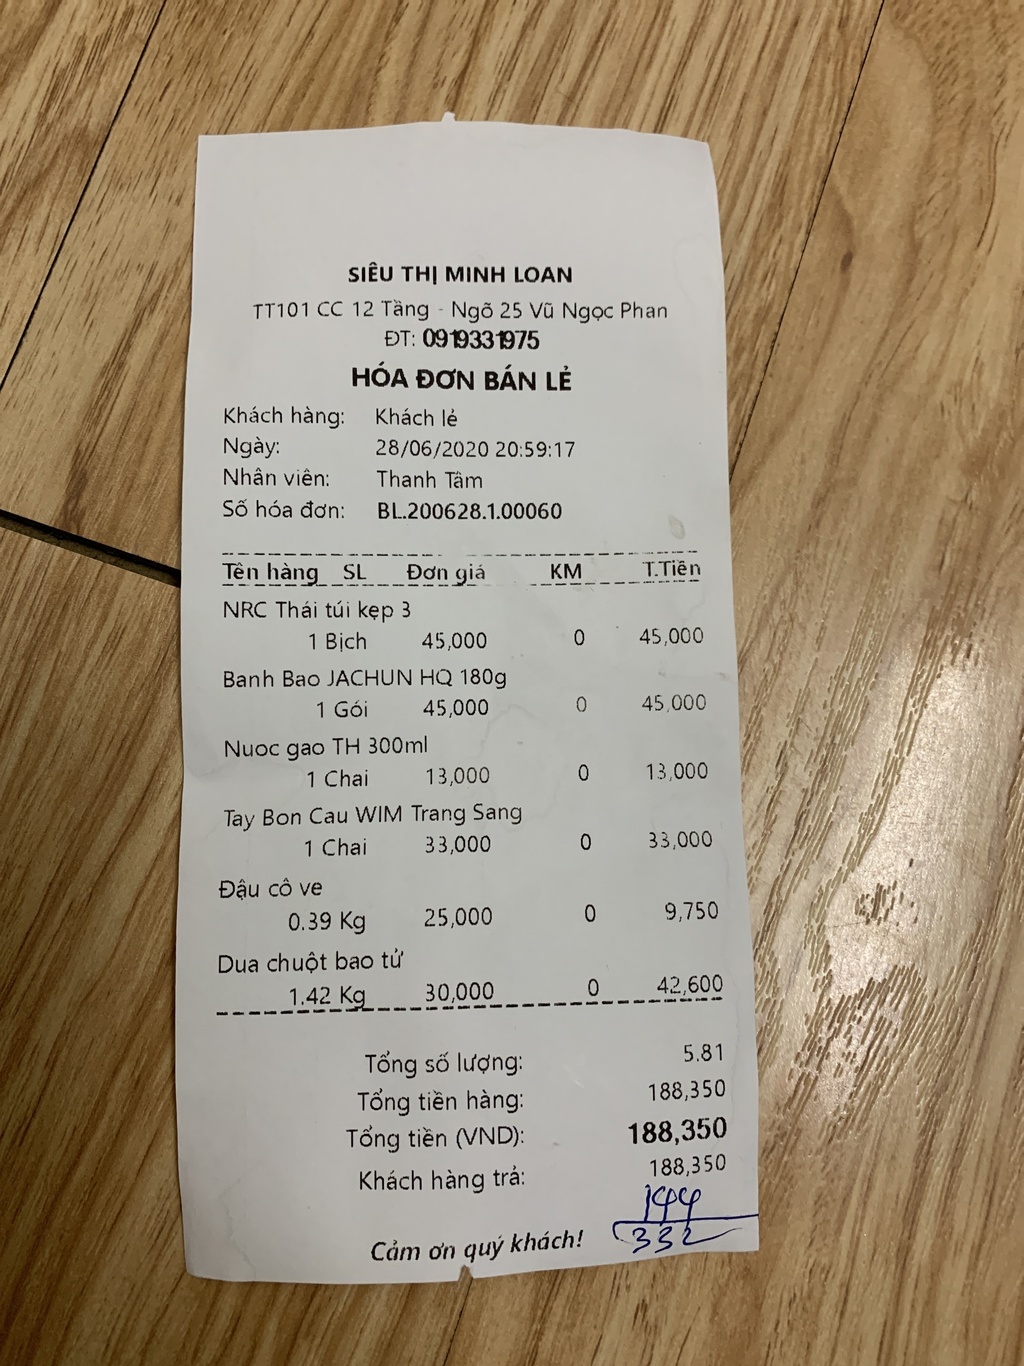 SIÊU THỊ MINH LOAN
TT101 CC 12 Tầng - Ngõ 25 Vũ Ngọc Phan
ĐT: 0919331975
HÓA ĐƠN BÁN LẺ
Khách hàng: Khách lẻ
Ngày: 28/06/2020 20:59:17
Nhân viên: Thanh Tâm
Số hóa đơn: BL.200628.1.00060
Tên hàng SL Đơn giá KM T.Tiền
NRC Thái túi kẹp 3
1 Bịch 45,000 0 45,000
Banh Bao JACHUN HQ 180g
1 Gói 45,000 0 45,000
Nuoc gao TH 300ml
1 Chai 13,000 0 13,000
Tay Bon Cau WIM Trang Sang
1 Chai 33,000 0 33,000
Đậu cô ve
0.39 Kg 25,000 0 9,750
Dua chuột bao tử
1.42 Kg 30,000 0 42,600
Tổng số lượng: 5.81
Tổng tiền hàng: 188,350
Tổng tiền (VND): 188,350
Khách hàng trả: 188,350
144
332
Cảm ơn quý khách!